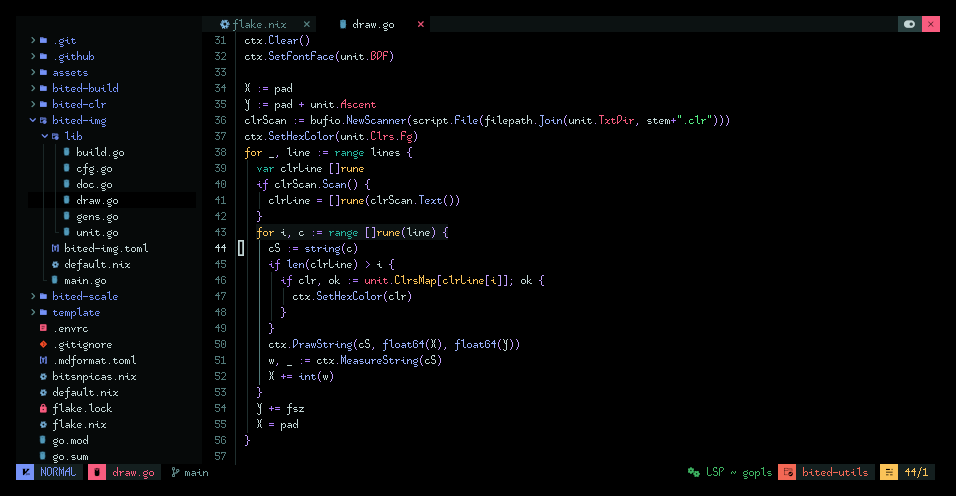 flake.nix × draw.go ×
.git
.github
assets
bited-build
bited-clr
bited-img
lib
build.go
cfg.go
doc.go
draw.go
gens.go
unit.go
bited-img.toml
default.nix
main.go
bited-scale
template
.envrc
.gitignore
.mdformat.toml
bitsnpicas.nix
default.nix
flake.lock
flake.nix
go.mod
go.sum
31 ctx.Clear()
32 ctx.SetFontFace(unit.BDF)
33
34 X := pad
35 Y := pad + unit.Ascent
36 clrScan := bufio.NewScanner(script.File(filepath.Join(unit.TxtDir, stem+".clr")))
37 ctx.SetHexColor(unit.Clrs.Fg)
38 for _, line := range lines {
39 var clrLine []rune
40 if clrScan.Scan() {
41 clrLine = []rune(clrScan.Text())
42 }
43 for i, c := range []rune(line) {
44 cS := string(c)
45 if len(clrLine) > i {
46 if clr, ok := unit.ClrsMap[clrLine[i]]; ok {
47 ctx.SetHexColor(clr)
48 }
49 }
50 ctx.DrawString(cS, float64(X), float64(Y))
51 w, _ := ctx.MeasureString(cS)
52 X += int(w)
53 }
54 Y += fsz
55 X = pad
56 }
57
NORMAL draw.go main LSP ~ gopls bited-utils 44/1